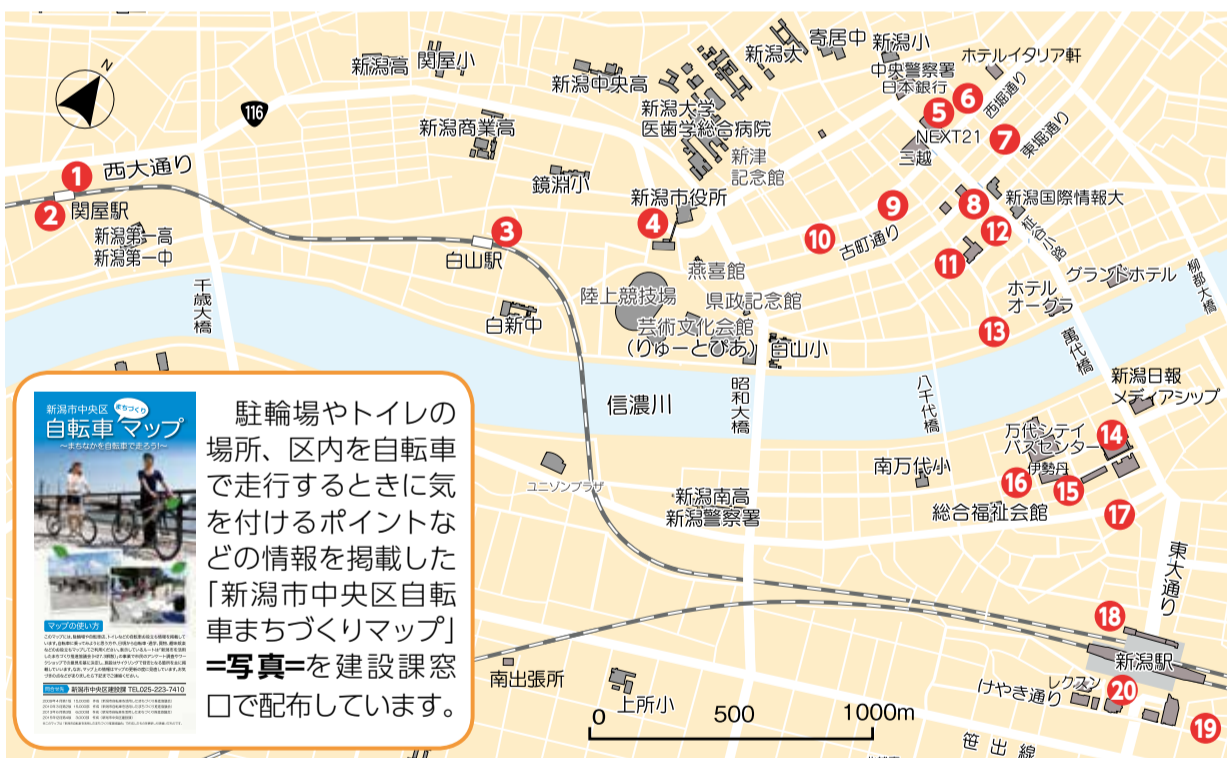 N
116
新潟高
関屋小
新潟中央高
新潟大
寄居中
新潟小
中央警察署
日本銀行
ホテルイタリア軒
5
6
西堀通り
新潟商業高
新潟大学
医歯学総合病院
NEXT21
三越
7
東堀通り
新津
記念館
1
西大通り
2
関屋駅
新潟第一高
新潟第一中
鏡淵小
新潟市役所
3
白山駅
4
9
8
新潟国際情報大
10
古町通り
12
11
柾谷小路
燕喜館
陸上競技場
県政記念館
グランドホテル
ホテル
オークラ
柳都大橋
千歳大橋
白新中
芸術文化会館
(りゅーとぴあ)
白山小
13
萬代橋
信濃川
昭和大橋
八千代橋
新潟日報
メディアシップ
万代シテイ
バスセンター
14
伊勢丹
15
16
17
南万代小
総合福祉会館
ユニゾンプラザ
新潟南高
新潟警察署
東大通り
18
新潟駅
レクスン
けやき通り
20
19
南出張所
上所小
笹出線
0 500 1000m
新潟市中央区
まちづくり
自転車マップ
～まちなかを自転車で走ろう!～
マップの使い方
問合せ先 新潟市中央区建設課 TEL025-223-7410
駐輪場やトイレの
場所、区内を自転車
で走行するときに気
を付けるポイントな
どの情報を掲載した
「新潟市中央区自転
車まちづくりマップ」
=写真=を建設課窓
口で配布しています。